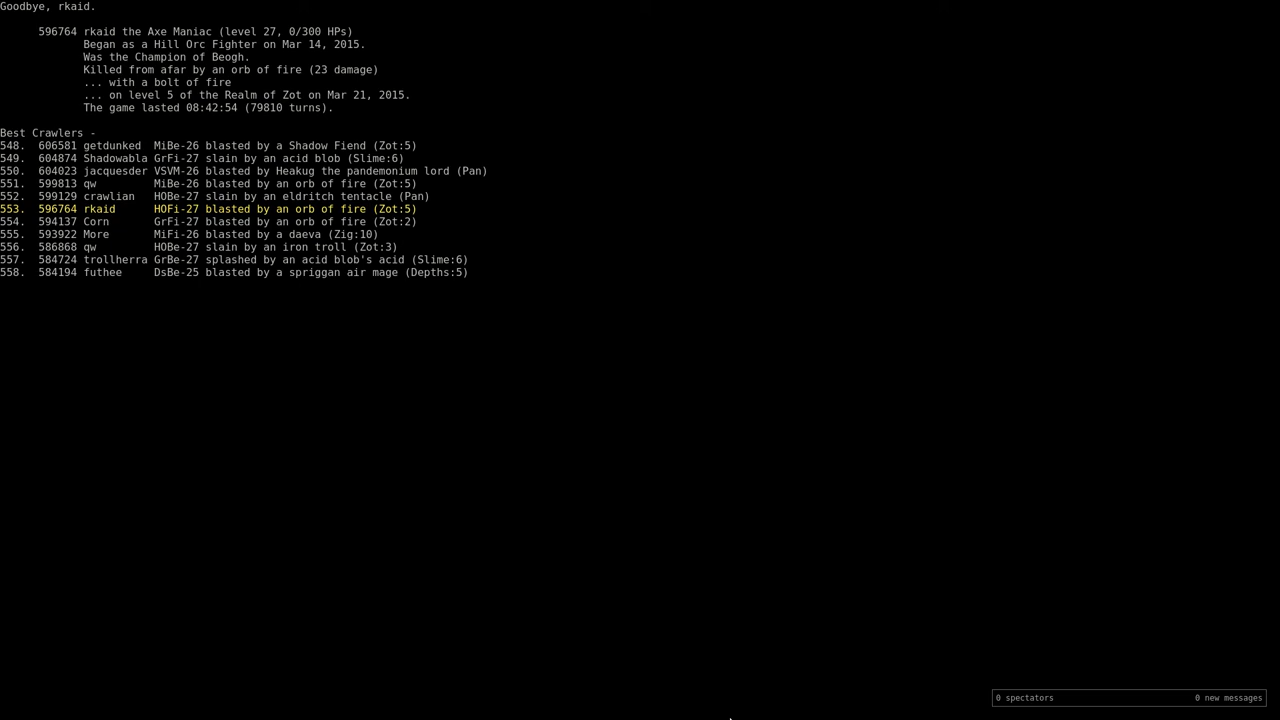 Goodbye, rkaid.
596764 rkaid the Axe Maniac (level 27, 0/300 HPs)
Began as a Hill Orc Fighter on Mar 14, 2015.
Was the Champion of Beogh.
Killed from afar by an orb of fire (23 damage)
... with a bolt of fire
... on level 5 of the Realm of Zot on Mar 21, 2015.
The game lasted 08:42:54 (79810 turns).
Best Crawlers -
548. 606581 getdunked MiBe-26 blasted by a Shadow Fiend (Zot:5)
549. 604874 Shadowabla GrFi-27 slain by an acid blob (Slime:6)
550. 604023 jacquesder VSVM-26 blasted by Heakug the pandemonium lord (Pan)
551. 599813 qw MiBe-26 blasted by an orb of fire (Zot:5)
552. 599129 crawlian HOBe-27 slain by an eldritch tentacle (Pan)
553. 596764 rkaid HOFi-27 blasted by an orb of fire (Zot:5)
554. 594137 Corn GrFi-27 blasted by an orb of fire (Zot:2)
555. 593922 More MiFi-26 blasted by a daeva (Zig:10)
556. 586868 qw HOBe-27 slain by an iron troll (Zot:3)
557. 584724 trollherra GrBe-27 splashed by an acid blob's acid (Slime:6)
558. 584194 futhee DsBe-25 blasted by a spriggan air mage (Depths:5)
0 spectators 0 new messages